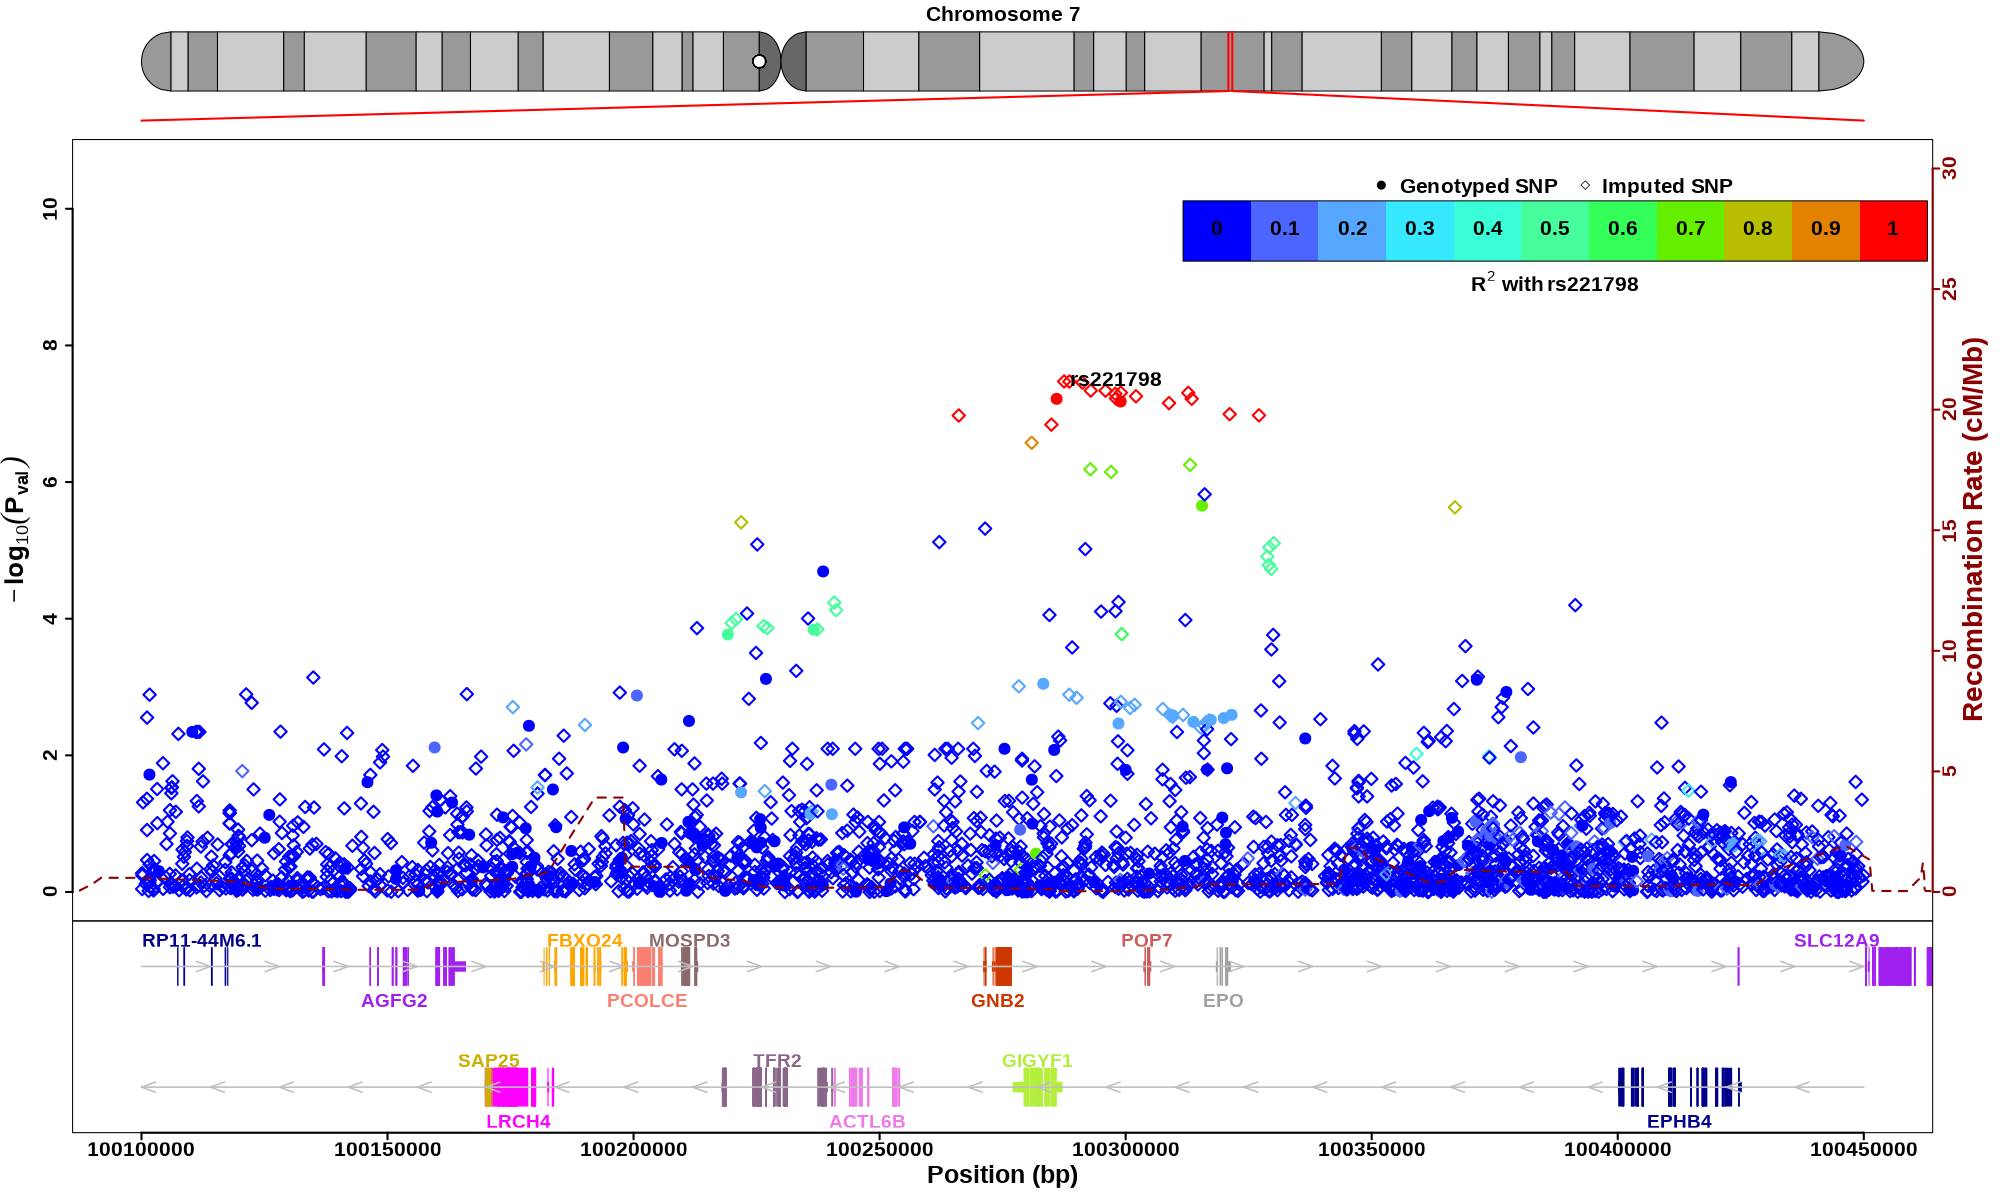 Chromosome 7
Genotyped SNP Imputed SNP
0 0.1 0.2 0.3 0.4 0.5 0.6 0.7 0.8 0.9 1
R² with rs221798
rs221798
−log₁₀(Pval)
0 2 4 6 8 10
Recombination Rate (cM/Mb)
0 5 10 15 20 25 30
RP11-44M6.1 FBXO24 MOSPD3 POP7 SLC12A9
AGFG2 PCOLCE GNB2 EPO
SAP25 TFR2 GIGYF1
LRCH4 ACTL6B EPHB4
100100000 100150000 100200000 100250000 100300000 100350000 100400000 100450000
Position (bp)